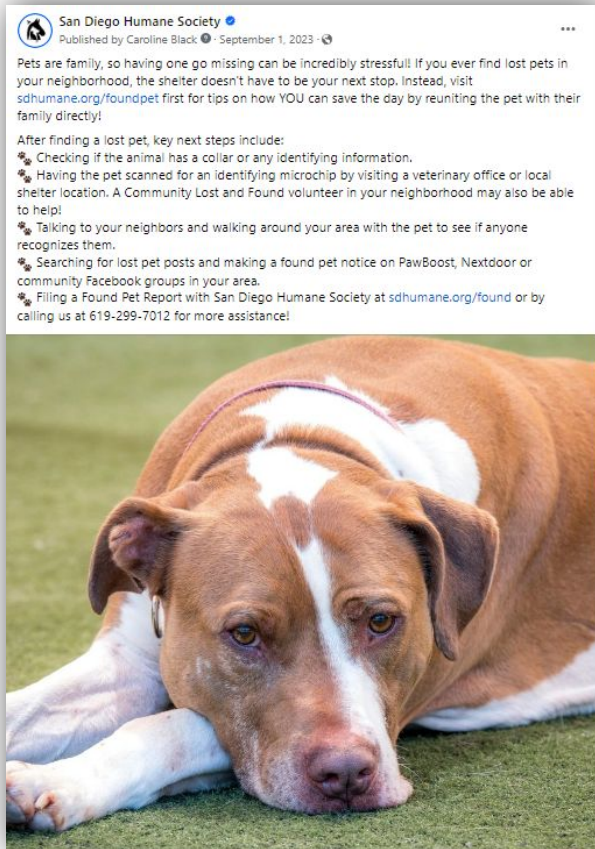 San Diego Humane Society
Published by Caroline Black · September 1, 2023 ·
Pets are family, so having one go missing can be incredibly stressful! If you ever find lost pets in
your neighborhood, the shelter doesn't have to be your next stop. Instead, visit
sdhumane.org/foundpet first for tips on how YOU can save the day by reuniting the pet with their
family directly!
After finding a lost pet, key next steps include:
🐾 Checking if the animal has a collar or any identifying information.
🐾 Having the pet scanned for an identifying microchip by visiting a veterinary office or local
shelter location. A Community Lost and Found volunteer in your neighborhood may also be able
to help!
🐾 Talking to your neighbors and walking around your area with the pet to see if anyone
recognizes them.
🐾 Searching for lost pet posts and making a found pet notice on PawBoost, Nextdoor or
community Facebook groups in your area.
🐾 Filing a Found Pet Report with San Diego Humane Society at sdhumane.org/found or by
calling us at 619-299-7012 for more assistance!